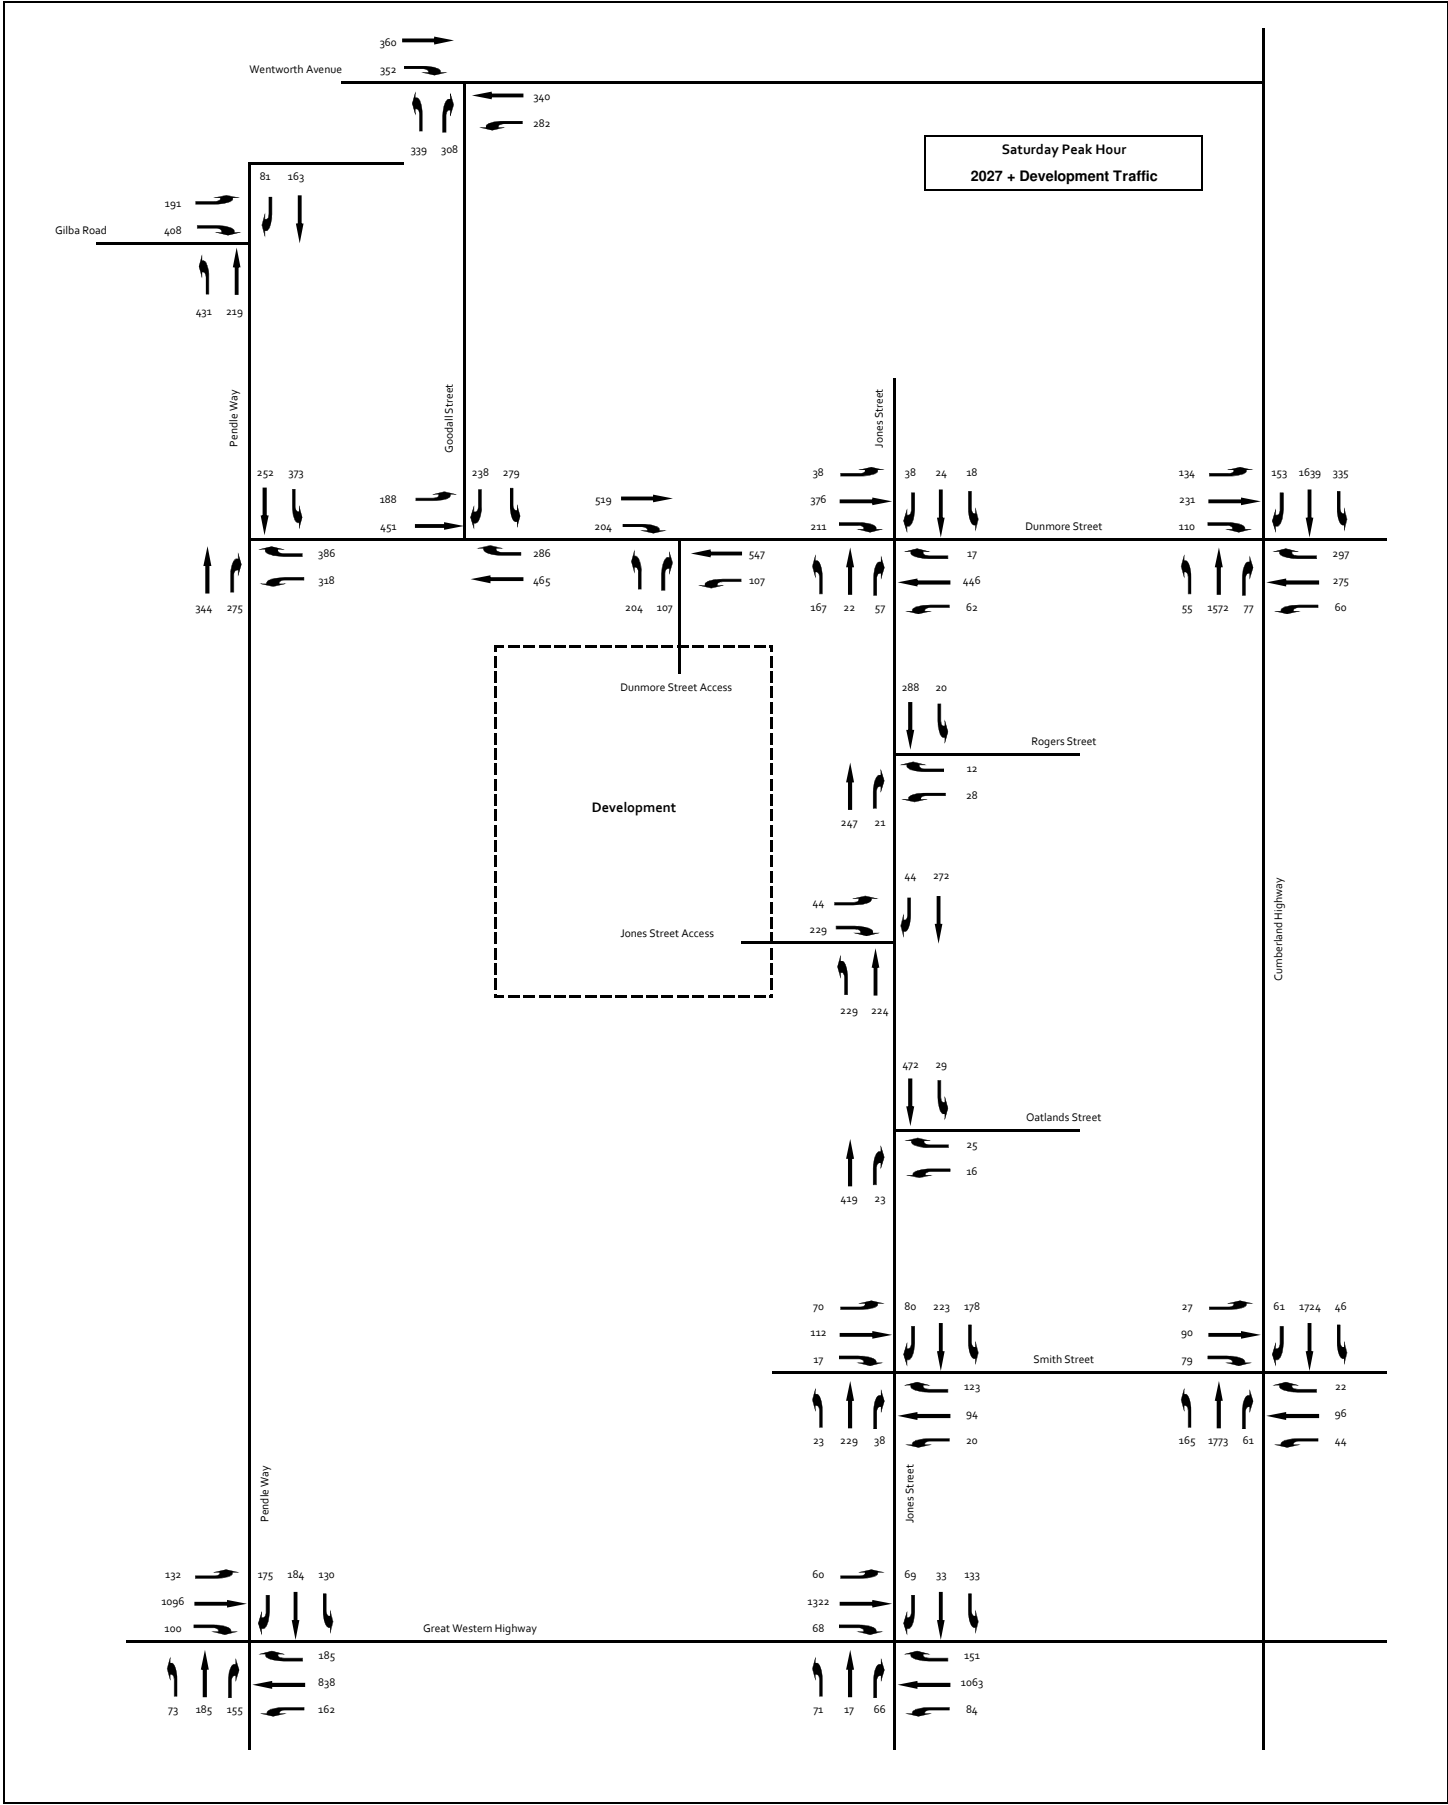 360
Wentworth Avenue 352
340
282
339 308
Saturday Peak Hour
2027 + Development Traffic
81 163
191
Gilba Road 408
431 219
Pendle Way
Goodall Street
Jones Street
252 373
188
451
238 279
519
204
38
376
211
38 24 18
Dunmore Street
134
231
110
153 1639 335
386
318
344 275
286
465
547
107
204 107
17
446
62
167 22 57
297
275
60
55 1572 77
Dunmore Street Access
288 20
Rogers Street
12
28
247 21
Development
44 272
44
229
Jones Street Access
229 224
Cumberland Highway
472 29
Oatlands Street
25
16
419 23
70
112
17
80 223 178
Smith Street
27
90
79
61 1724 46
123
94
20
23 229 38
22
96
44
165 1773 61
Pendle Way
Jones Street
132
1096
100
175 184 130
Great Western Highway
60
1322
68
69 33 133
185
838
162
73 185 155
151
1063
84
71 17 66